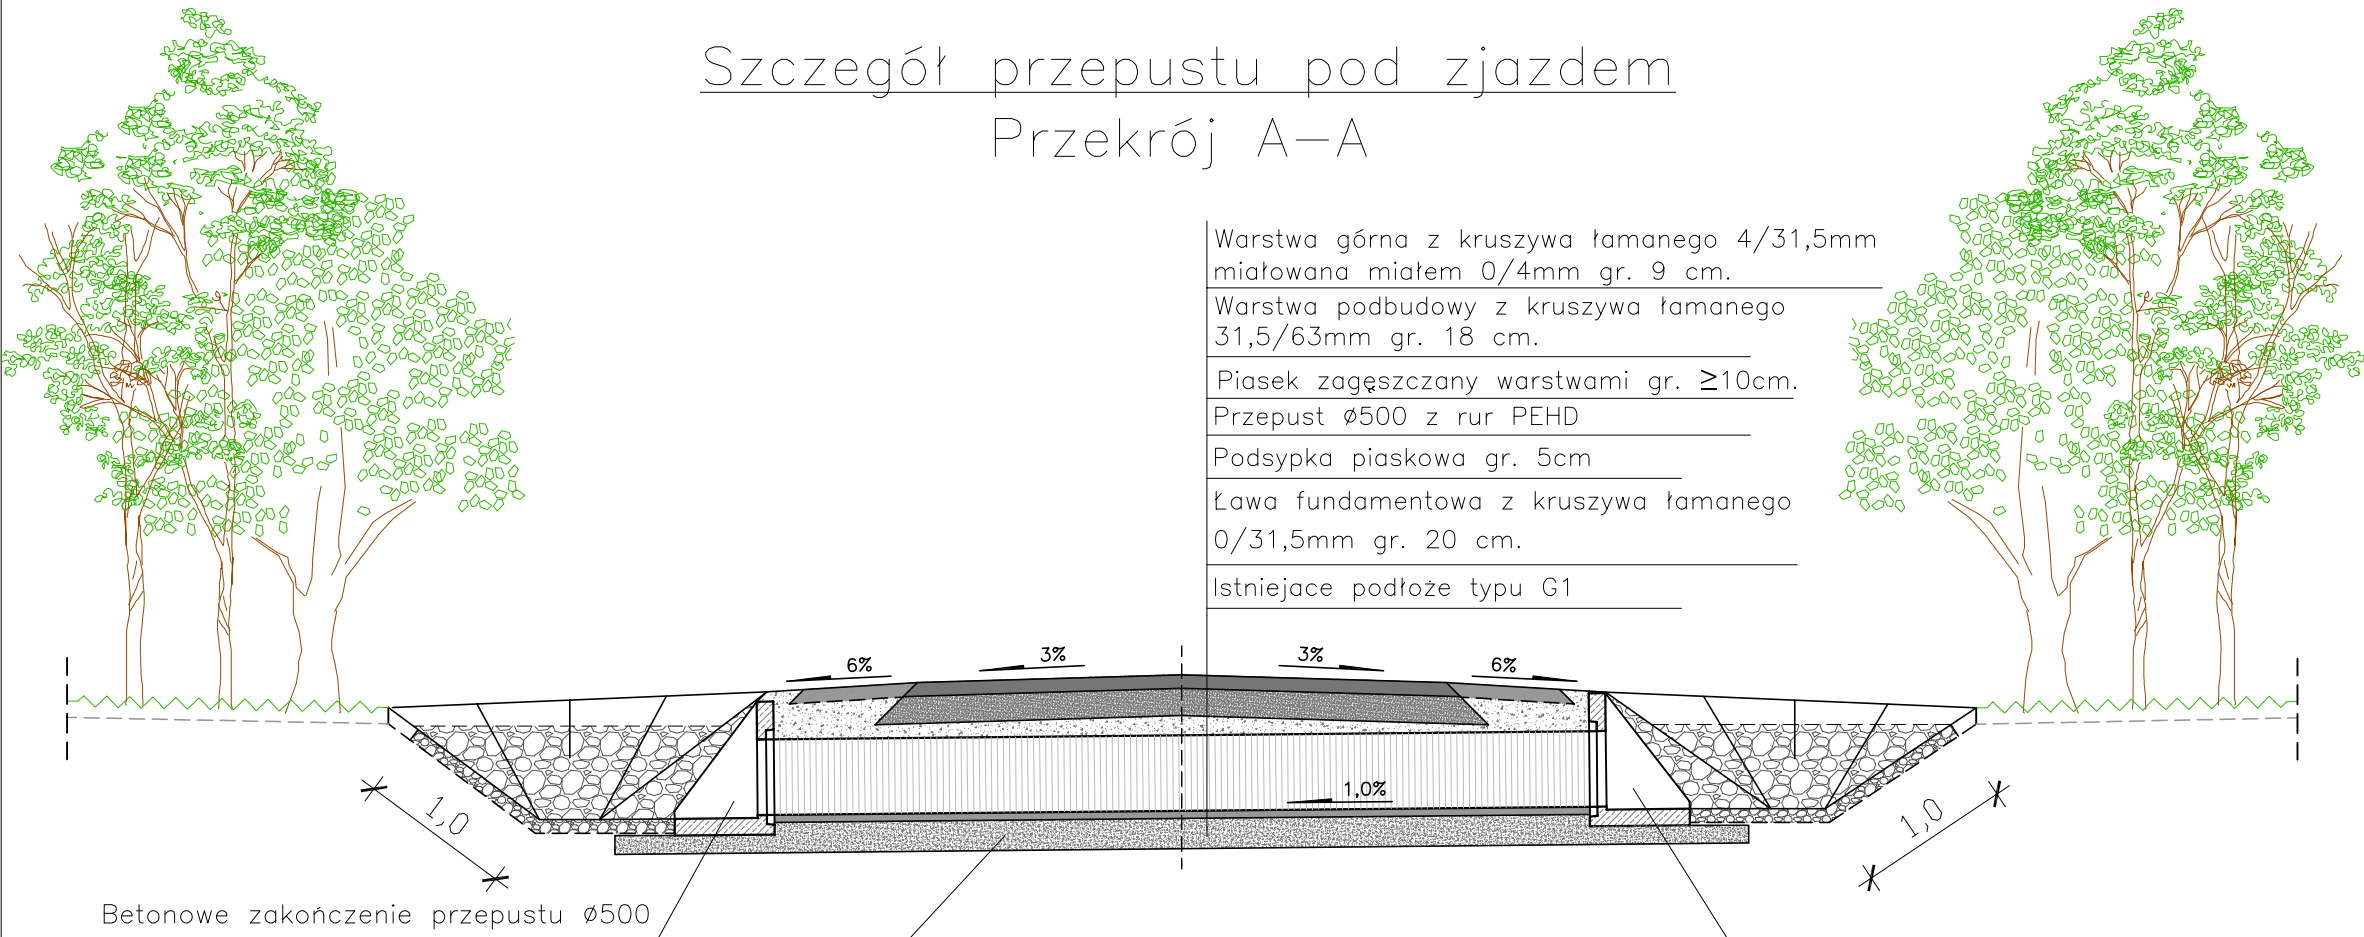 Szczegół przepustu pod zjazdem
Przekrój A–A
Warstwa górna z kruszywa łamanego 4/31,5mm
miałowana miałem 0/4mm gr. 9 cm.
Warstwa podbudowy z kruszywa łamanego
31,5/63mm gr. 18 cm.
Piasek zagęszczany warstwami gr. ≥10cm.
Przepust ø500 z rur PEHD
Podsypka piaskowa gr. 5cm
Ława fundamentowa z kruszywa łamanego
0/31,5mm gr. 20 cm.
Istniejace podłoże typu G1
6% 3% 3% 6%
1,0%
1,0 1,0
Betonowe zakończenie przepustu ø500